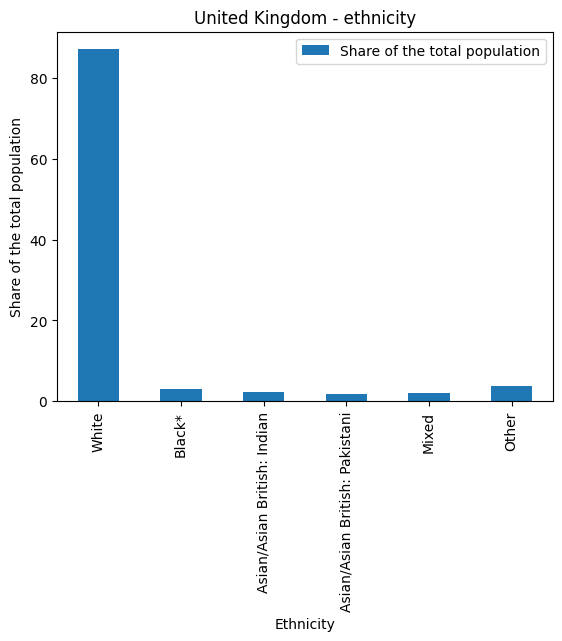 United Kingdom - ethnicity
Share of the total population
Share of the total population
80
60
40
20
0
White
Black*
Asian/Asian British: Indian
Asian/Asian British: Pakistani
Mixed
Other
Ethnicity